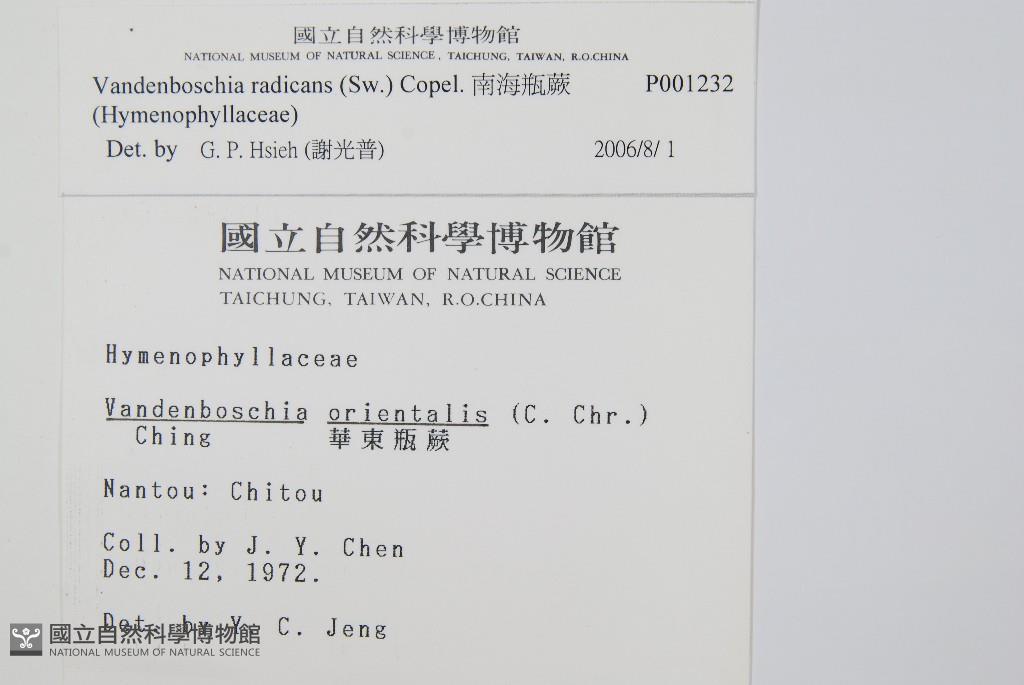 國立自然科學博物館
NATIONAL MUSEUM OF NATURAL SCIENCE, TAICHUNG, TAIWAN, R.O.CHINA
Vandenboschia radicans (Sw.) Copel. 南海瓶蕨 P001232
(Hymenophyllaceae)
Det. by G. P. Hsieh (謝光普) 2006/8/ 1
國立自然科學博物館
NATIONAL MUSEUM OF NATURAL SCIENCE
TAICHUNG, TAIWAN, R.O.CHINA
Hymenophyllaceae
Vandenboschia orientalis (C. Chr.)
Ching 華東瓶蕨
Nantou: Chitou
Coll. by J. Y. Chen
Dec. 12, 1972.
Det. by Y. C. Jeng
國立自然科學博物館
NATIONAL MUSEUM OF NATURAL SCIENCE